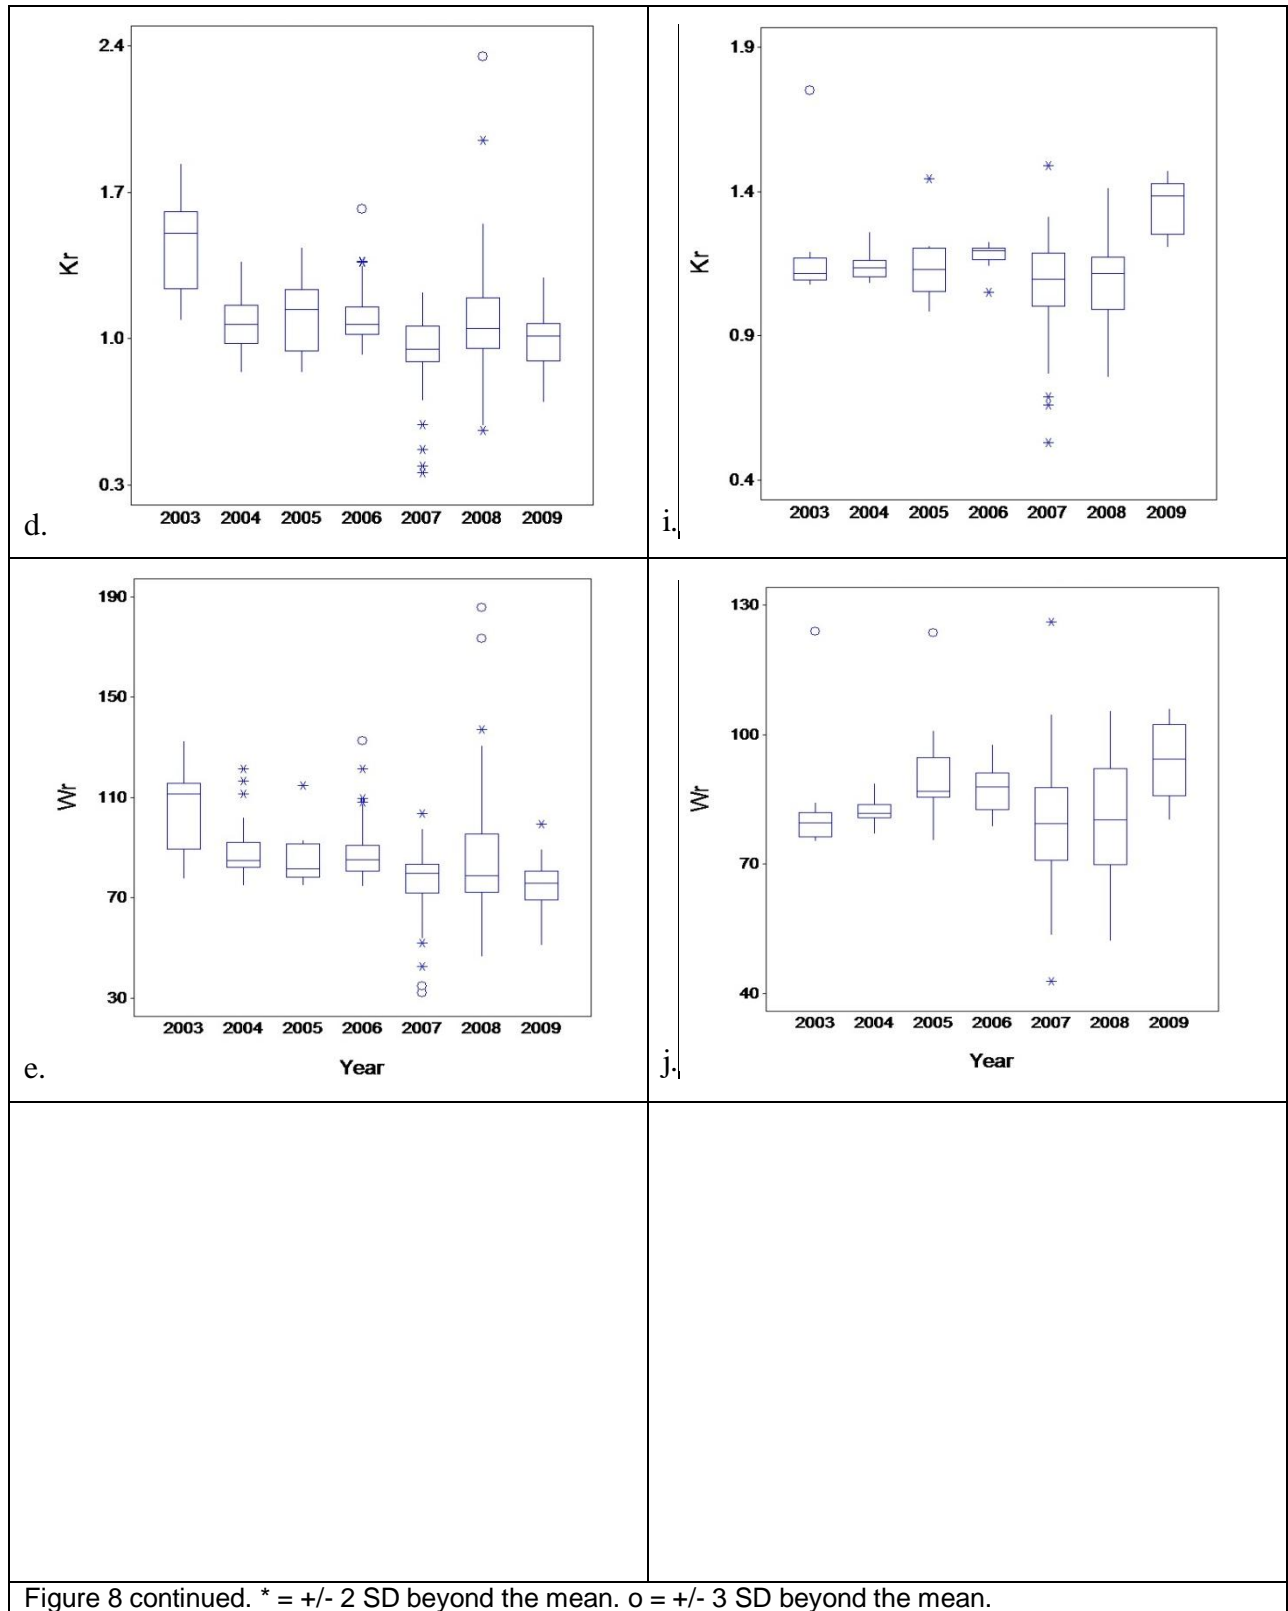 2.4
1.7
Kr
1.0
0.3
2003 2004 2005 2006 2007 2008 2009
d.
1.9
1.4
Kr
0.9
0.4
2003 2004 2005 2006 2007 2008 2009
i.
190
150
110
Wr
70
30
2003 2004 2005 2006 2007 2008 2009
Year
e.
130
100
Wr
70
40
2003 2004 2005 2006 2007 2008 2009
Year
j.
Figure 8 continued. * = +/- 2 SD beyond the mean. o = +/- 3 SD beyond the mean.